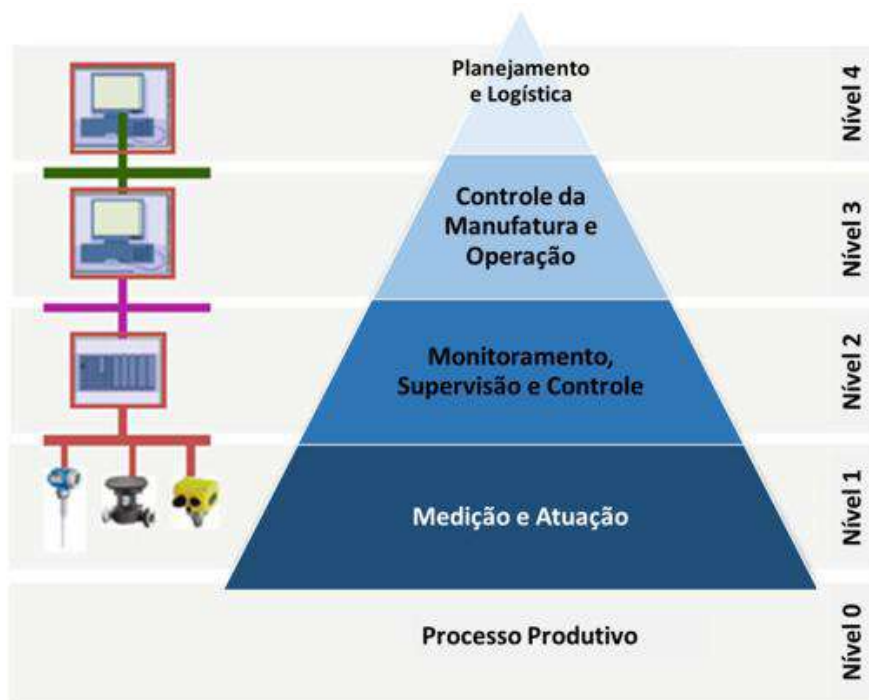 Planejamento
e Logística
Nível 4
Controle da
Manufatura e
Operação
Nível 3
Monitoramento,
Supervisão e Controle
Nível 2
Medição e Atuação
Nível 1
Processo Produtivo
Nível 0